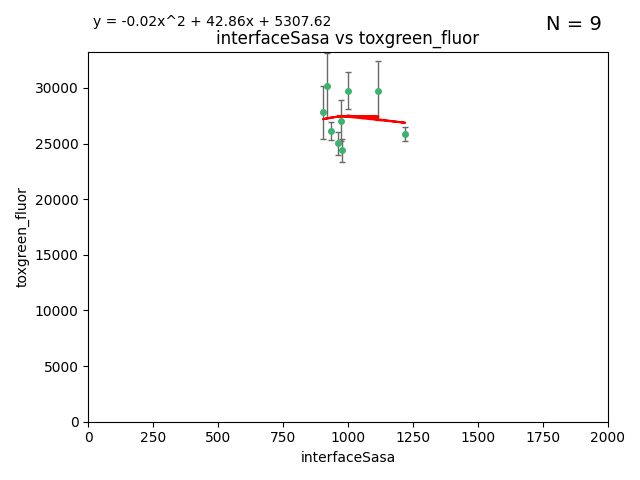 y = -0.02x^2 + 42.86x + 5307.62
N = 9
interfaceSasa vs toxgreen_fluor
30000
25000
20000
15000
10000
5000
0
toxgreen_fluor
0 250 500 750 1000 1250 1500 1750 2000
interfaceSasa